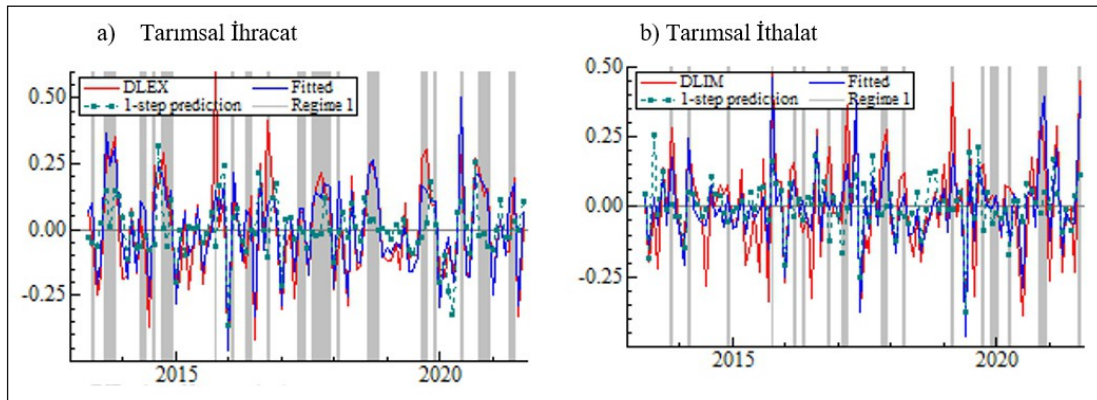 a) Tarımsal İhracat
b) Tarımsal İthalat
DLEX Fitted
1-step prediction Regime 1
0.50
0.25
0.00
-0.25
2015 2020
DLIM Fitted
1-step prediction Regime 1
0.50
0.25
0.00
-0.25
2015 2020